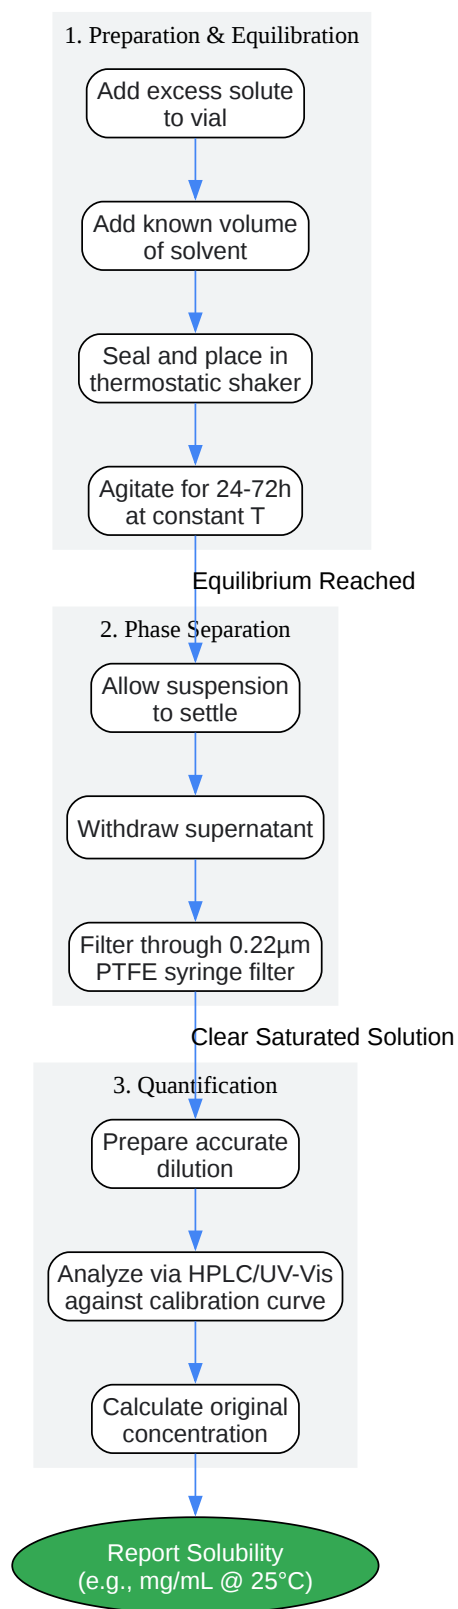 1. Preparation & Equilibration
Add excess solute
to vial
Add known volume
of solvent
Seal and place in
thermostatic shaker
Agitate for 24-72h
at constant T
Equilibrium Reached
2. Phase Separation
Allow suspension
to settle
Withdraw supernatant
Filter through 0.22µm
PTFE syringe filter
Clear Saturated Solution
3. Quantification
Prepare accurate
dilution
Analyze via HPLC/UV-Vis
against calibration curve
Calculate original
concentration
Report Solubility
(e.g., mg/mL @ 25°C)